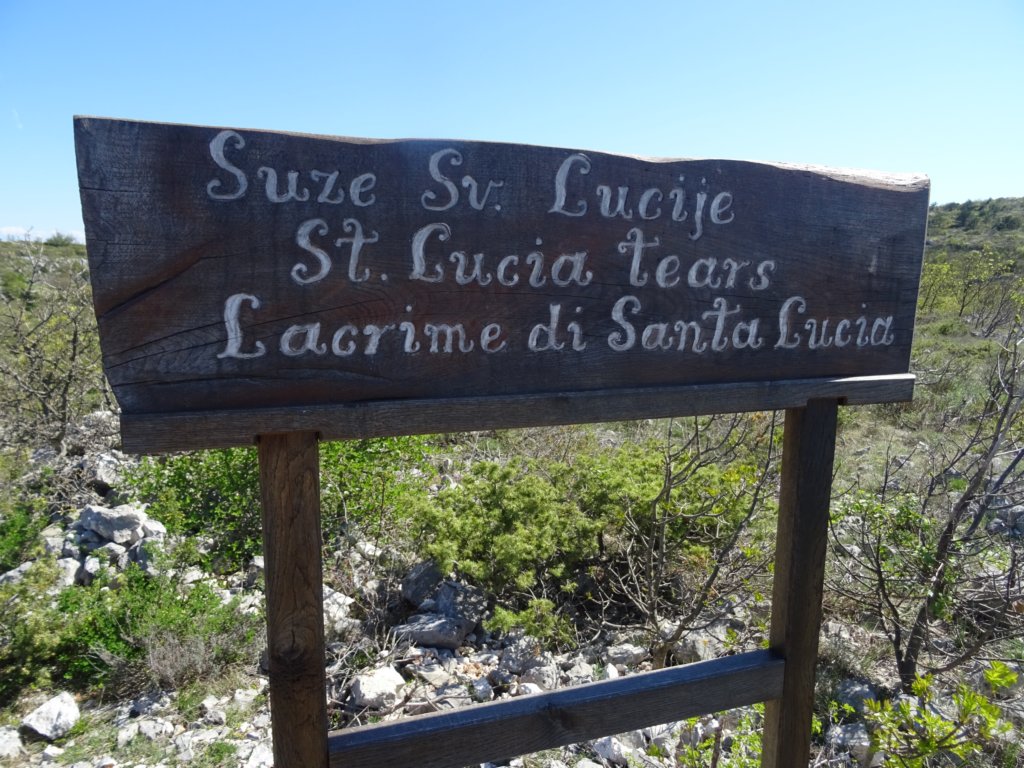 Suze Sv. Lucije
St. Lucia tears
Lacrime di Santa Lucia